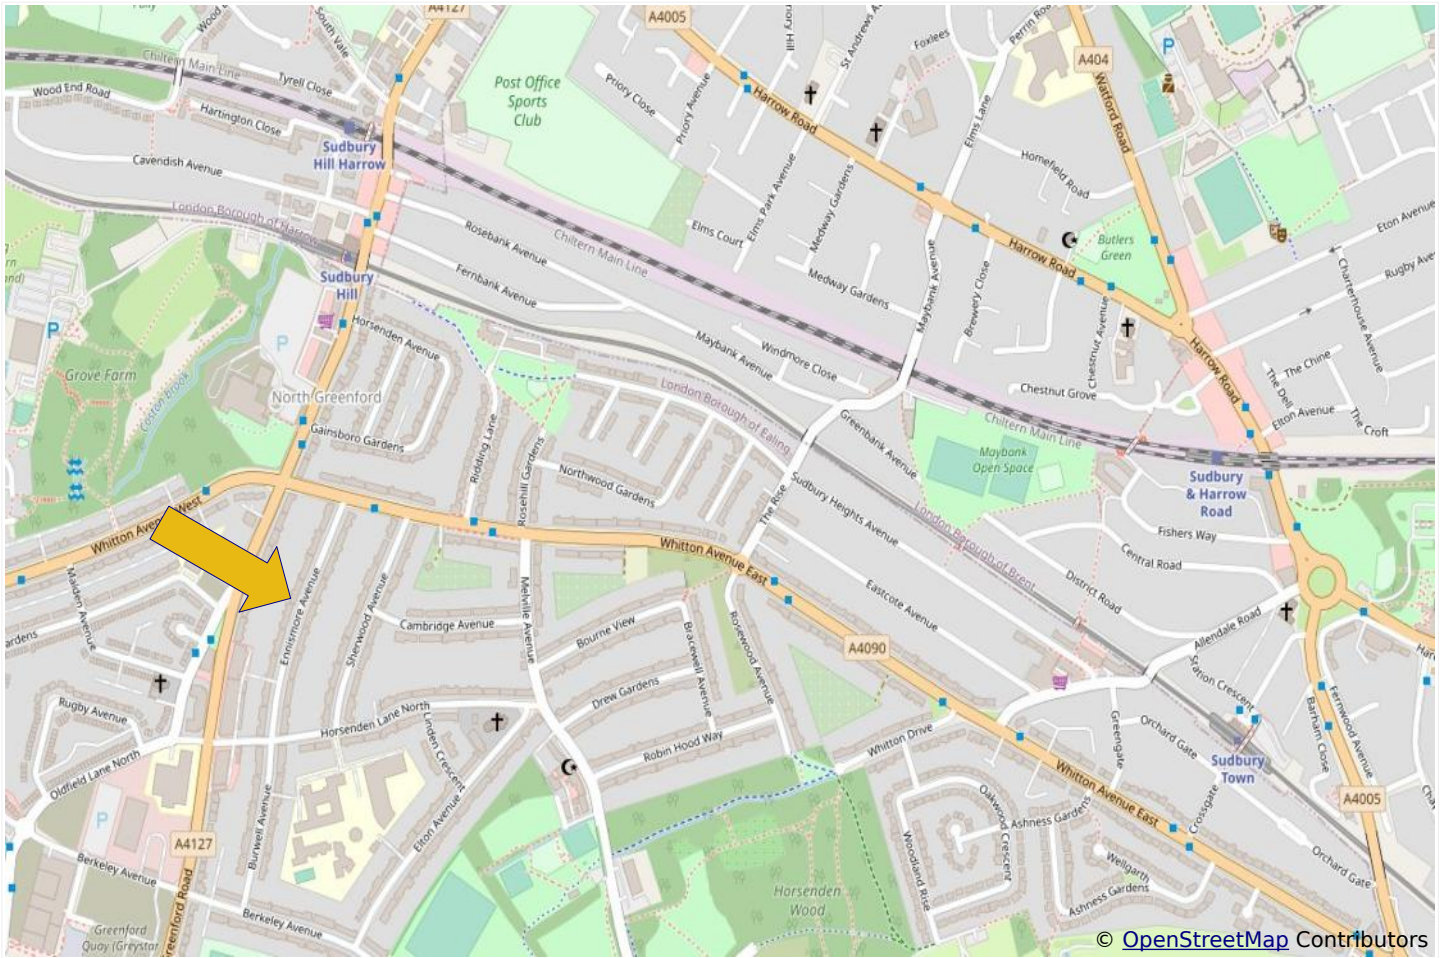 A4127
A4005
Foxlees
A404
South Vale
Chiltern Main Line
Tyrell Close
Wood End Road
Post Office
Sports
Club
Priory Close
Priory Avenue
Harrow Road
Perrin Road
Watford Road
Elms Lane
Hartington Close
Sudbury
Hill Harrow
Cavendish Avenue
Homefield Road
Elms Park Avenue
Medway Gardens
London Borough of Harrow
Rosebank Avenue
Elms Court
Chiltern Main Line
Eton Avenue
Butlers
Green
Harrow Road
Fernbank Avenue
Sudbury
Hill
Medway Gardens
Maybank Avenue
Brewery Close
Charterhouse Avenue
Horsenden Avenue
Maybank Avenue
Windmore Close
Chestnut Avenue
Harrow Road
The Chine
The Dell
Grove Farm
North Greenford
Costen Brook
London Borough of Ealing
Chestnut Grove
Elton Avenue
The Croft
Gainsboro Gardens
Ridding Lane
Rosehill Gardens
Greenbank Avenue
Chiltern Main Line
Maybank
Open Space
Northwood Gardens
The Rise
Sudbury Heights Avenue
Sudbury
& Harrow
Road
London Borough of Brent
Whitton Avenue East
Fishers Way
Central Road
District Road
Maiden Avenue
Ennismore Avenue
Sherwood Avenue
Cambridge Avenue
Melville Avenue
Bourne View
Bracewell Avenue
Rosewood Avenue
Eastcote Avenue
A4090
Allendale Road
Station Crescent
Rugby Avenue
Drew Gardens
Horsenden Lane North
Linden Crescent
Robin Hood Way
Whitton Drive
Greengate
Orchard Gate
Barham Close
Fernwood Avenue
Oldfield Lane North
Sudbury
Town
Whitton Avenue East
Burwell Avenue
Elton Avenue
Oakwood Crescent
Ashness Gardens
Crossgate
A4005
A4127
Berkeley Avenue
Woodland Rise
Wellgarth
Orchard Gate
Horsenden
Wood
Ashness Gardens
Berkeley Avenue
Greenford
© OpenStreetMap Contributors